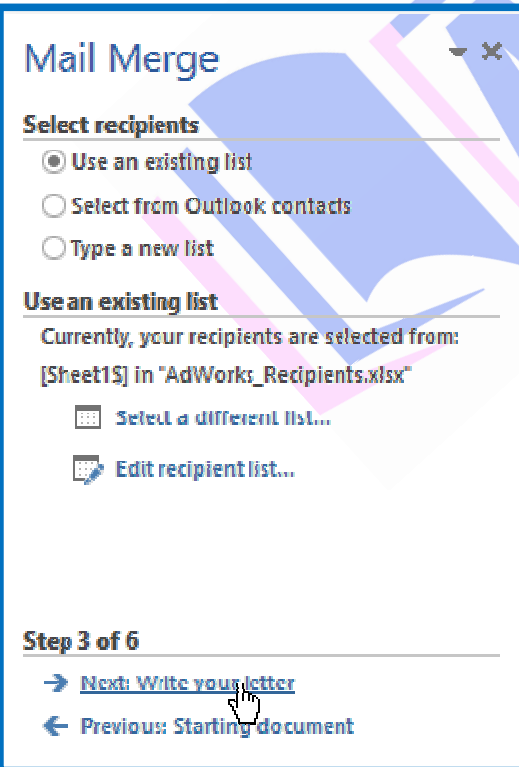 Mail Merge
Select recipients
Use an existing list
Select from Outlook contacts
Type a new list
Use an existing list
Currently, your recipients are selected from:
[Sheet1$] in "AdWorks_Recipients.xlsx"
Select a different list...
Edit recipient list...
Step 3 of 6
Next: Write your letter
Previous: Starting document